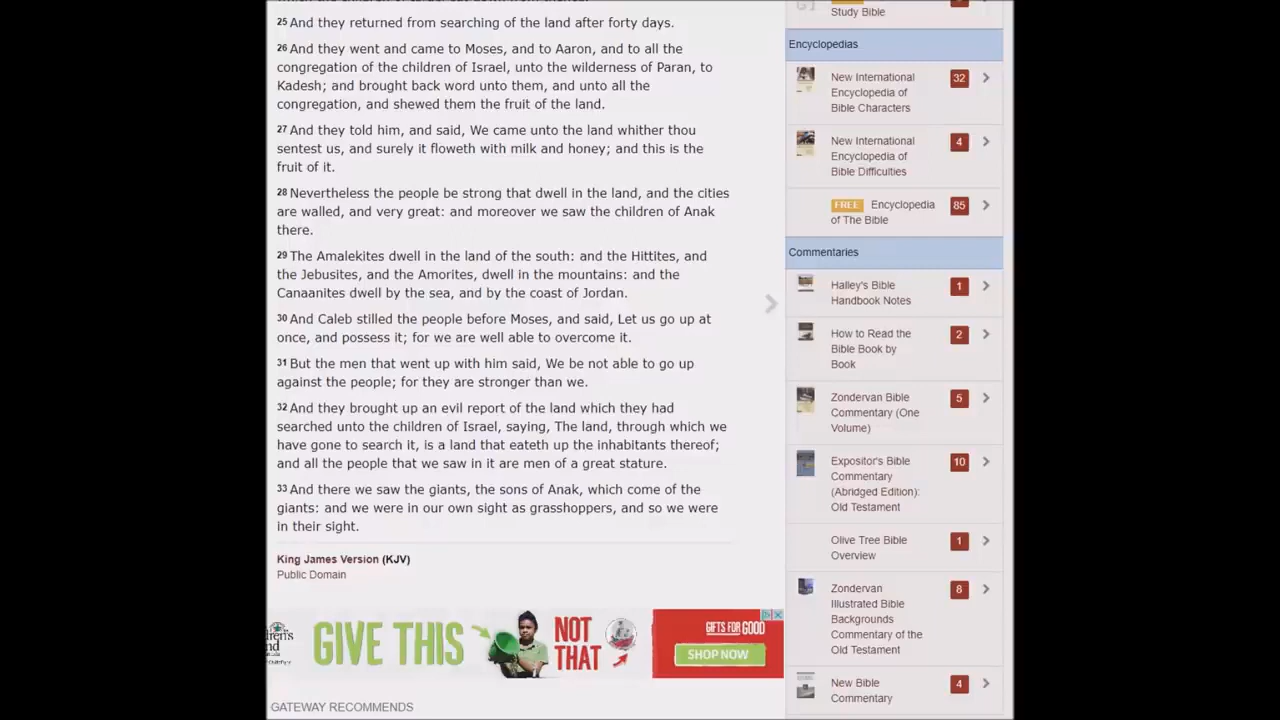 25 And they returned from searching of the land after forty days.
26 And they went and came to Moses, and to Aaron, and to all the
congregation of the children of Israel, unto the wilderness of Paran, to
Kadesh; and brought back word unto them, and unto all the
congregation, and shewed them the fruit of the land.
27 And they told him, and said, We came unto the land whither thou
sentest us, and surely it floweth with milk and honey; and this is the
fruit of it.
28 Nevertheless the people be strong that dwell in the land, and the cities
are walled, and very great: and moreover we saw the children of Anak
there.
29 The Amalekites dwell in the land of the south: and the Hittites, and
the Jebusites, and the Amorites, dwell in the mountains: and the
Canaanites dwell by the sea, and by the coast of Jordan.
30 And Caleb stilled the people before Moses, and said, Let us go up at
once, and possess it; for we are well able to overcome it.
31 But the men that went up with him said, We be not able to go up
against the people; for they are stronger than we.
32 And they brought up an evil report of the land which they had
searched unto the children of Israel, saying, The land, through which we
have gone to search it, is a land that eateth up the inhabitants thereof;
and all the people that we saw in it are men of a great stature.
33 And there we saw the giants, the sons of Anak, which come of the
giants: and we were in our own sight as grasshoppers, and so we were
in their sight.
King James Version (KJV)
Public Domain
GIVE THIS
NOT
THAT
GIFTS FOR GOOD
SHOP NOW
GATEWAY RECOMMENDS
Study Bible
Encyclopedias
New International
Encyclopedia of
Bible Characters
32
New International
Encyclopedia of
Bible Difficulties
4
FREE Encyclopedia
of The Bible
85
Commentaries
Halley's Bible
Handbook Notes
1
How to Read the
Bible Book by
Book
2
Zondervan Bible
Commentary (One
Volume)
5
Expositor's Bible
Commentary
(Abridged Edition):
Old Testament
10
Olive Tree Bible
Overview
1
Zondervan
Illustrated Bible
Backgrounds
Commentary of the
Old Testament
8
New Bible
Commentary
4